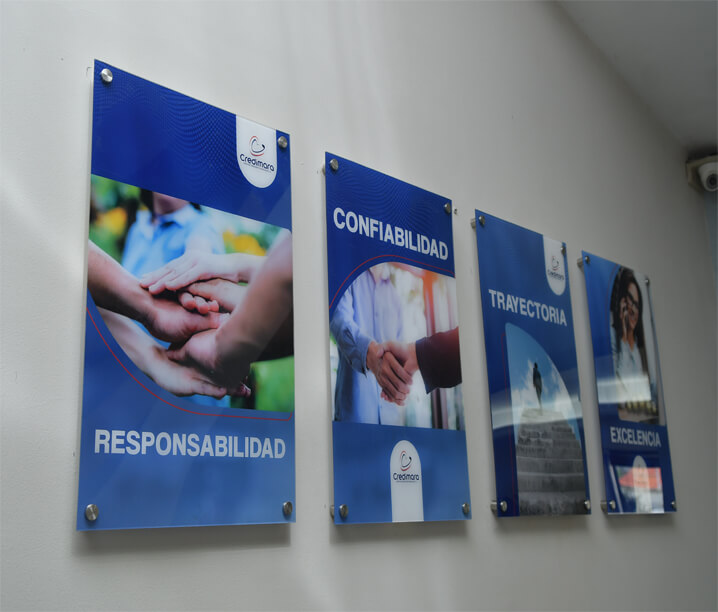 Credimara
RESPONSABILIDAD
CONFIABILIDAD
Credimara
TRAYECTORIA
EXCELENCIA